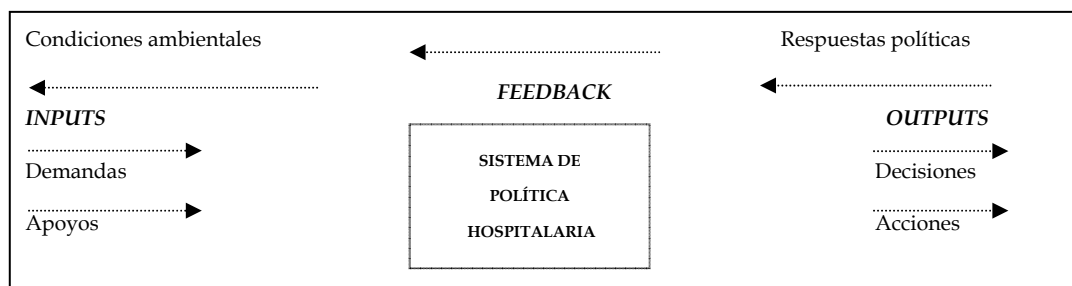 Condiciones ambientales
Respuestas políticas
FEEDBACK
INPUTS
OUTPUTS
Demandas
Apoyos
SISTEMA DE
POLÍTICA
HOSPITALARIA
Decisiones
Acciones